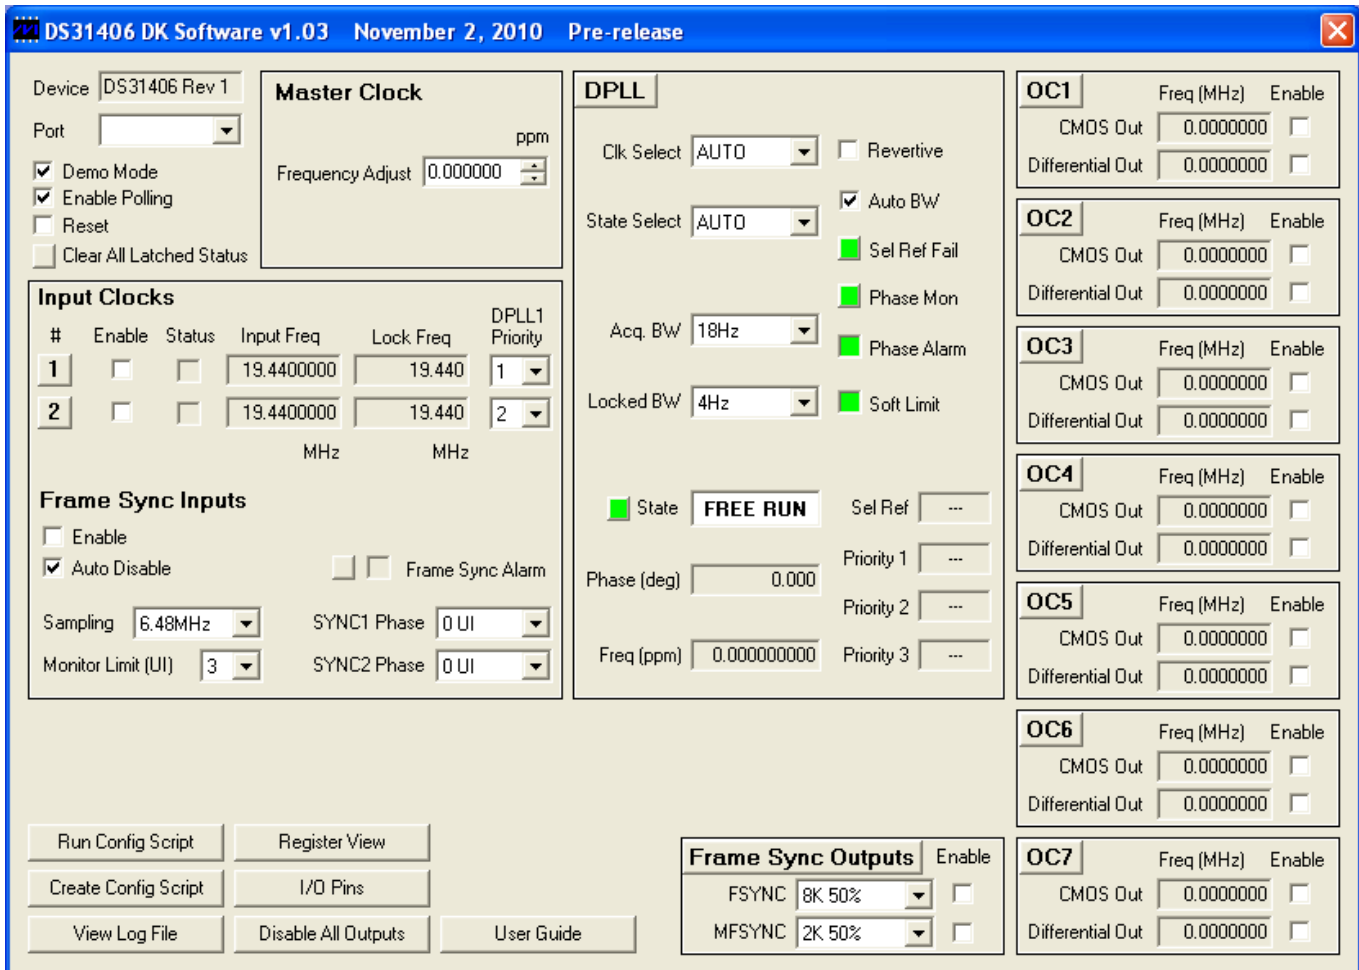 DS31406 DK Software v1.03 November 2, 2010 Pre-release
Device DS31406 Rev 1
Port
Demo Mode
Enable Polling
Reset
Clear All Latched Status
Master Clock
ppm
Frequency Adjust 0.000000
Input Clocks
# Enable Status Input Freq Lock Freq DPLL1 Priority
1 19.4400000 19.440 1
2 19.4400000 19.440 2
MHz MHz
Frame Sync Inputs
Enable
Auto Disable
Frame Sync Alarm
Sampling 6.48MHz SYNC1 Phase 0 UI
Monitor Limit (UI) 3 SYNC2 Phase 0 UI
DPLL
Clk Select AUTO Revertive
Auto BW
State Select AUTO
Sel Ref Fail
Phase Mon
Acq. BW 18Hz
Phase Alarm
Locked BW 4Hz Soft Limit
State FREE RUN Sel Ref ---
Priority 1 ---
Phase (deg) 0.000
Priority 2 ---
Freq (ppm) 0.000000000 Priority 3 ---
OC1 Freq (MHz) Enable
CMOS Out 0.0000000
Differential Out 0.0000000
OC2 Freq (MHz) Enable
CMOS Out 0.0000000
Differential Out 0.0000000
OC3 Freq (MHz) Enable
CMOS Out 0.0000000
Differential Out 0.0000000
OC4 Freq (MHz) Enable
CMOS Out 0.0000000
Differential Out 0.0000000
OC5 Freq (MHz) Enable
CMOS Out 0.0000000
Differential Out 0.0000000
OC6 Freq (MHz) Enable
CMOS Out 0.0000000
Differential Out 0.0000000
OC7 Freq (MHz) Enable
CMOS Out 0.0000000
Differential Out 0.0000000
Run Config Script Register View
Create Config Script I/O Pins
View Log File Disable All Outputs User Guide
Frame Sync Outputs Enable
FSYNC 8K 50%
MFSYNC 2K 50%